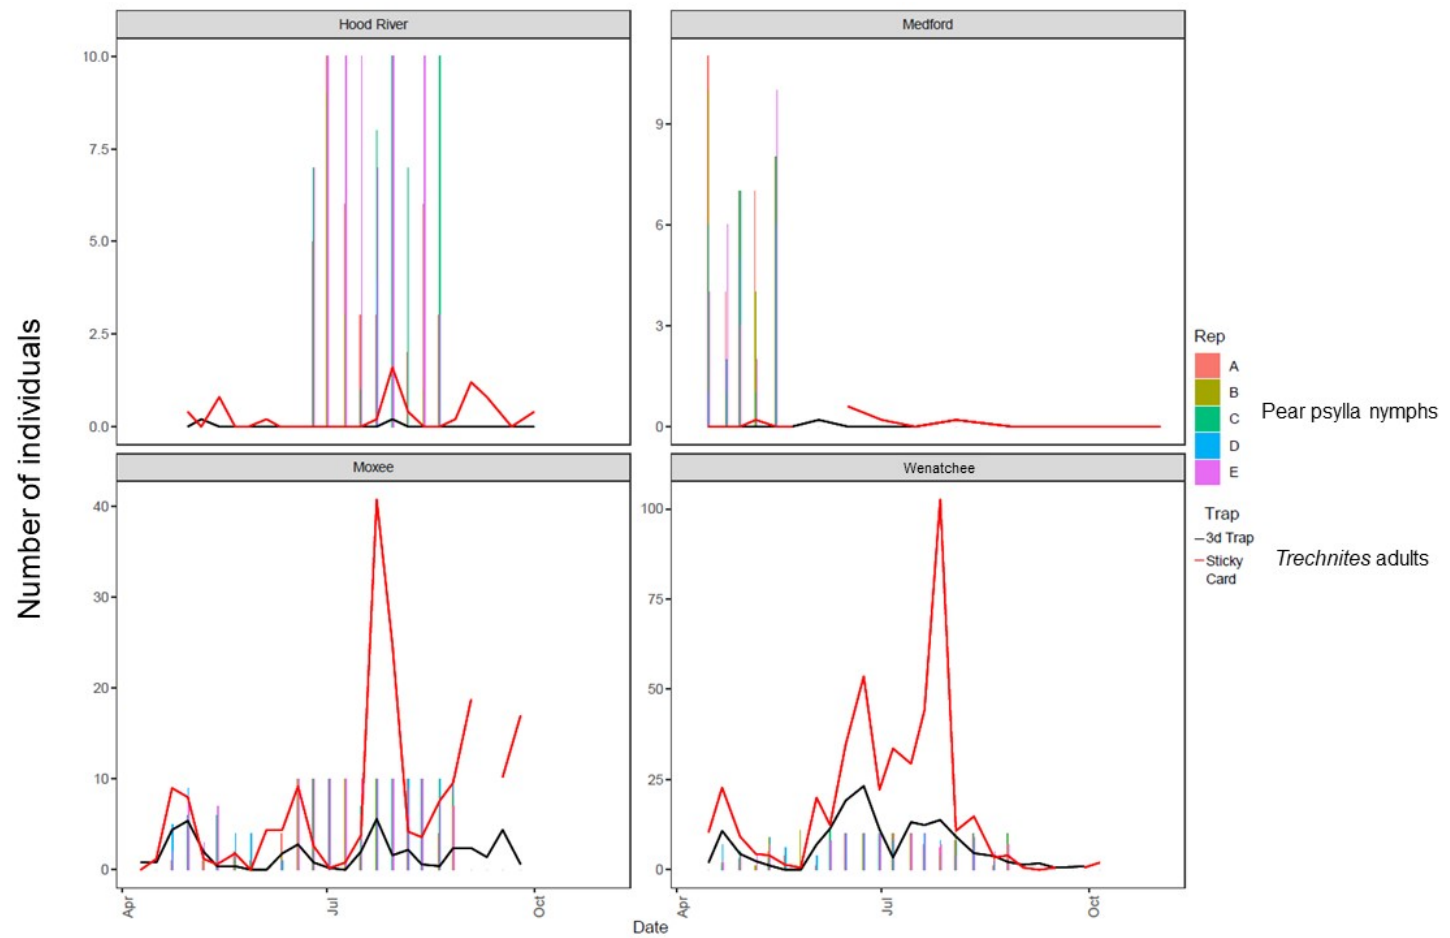 Hood River
Medford
10.0
7.5
5.0
2.5
0.0
9
6
3
0
Number of individuals
Moxee
Wenatchee
40
30
20
10
0
100
75
50
25
0
Apr
Jul
Oct
Apr
Jul
Oct
Date
Rep
A
B
C
D
E
Pear psylla nymphs
Trap
3d Trap
Sticky
Card
Trechnites adults